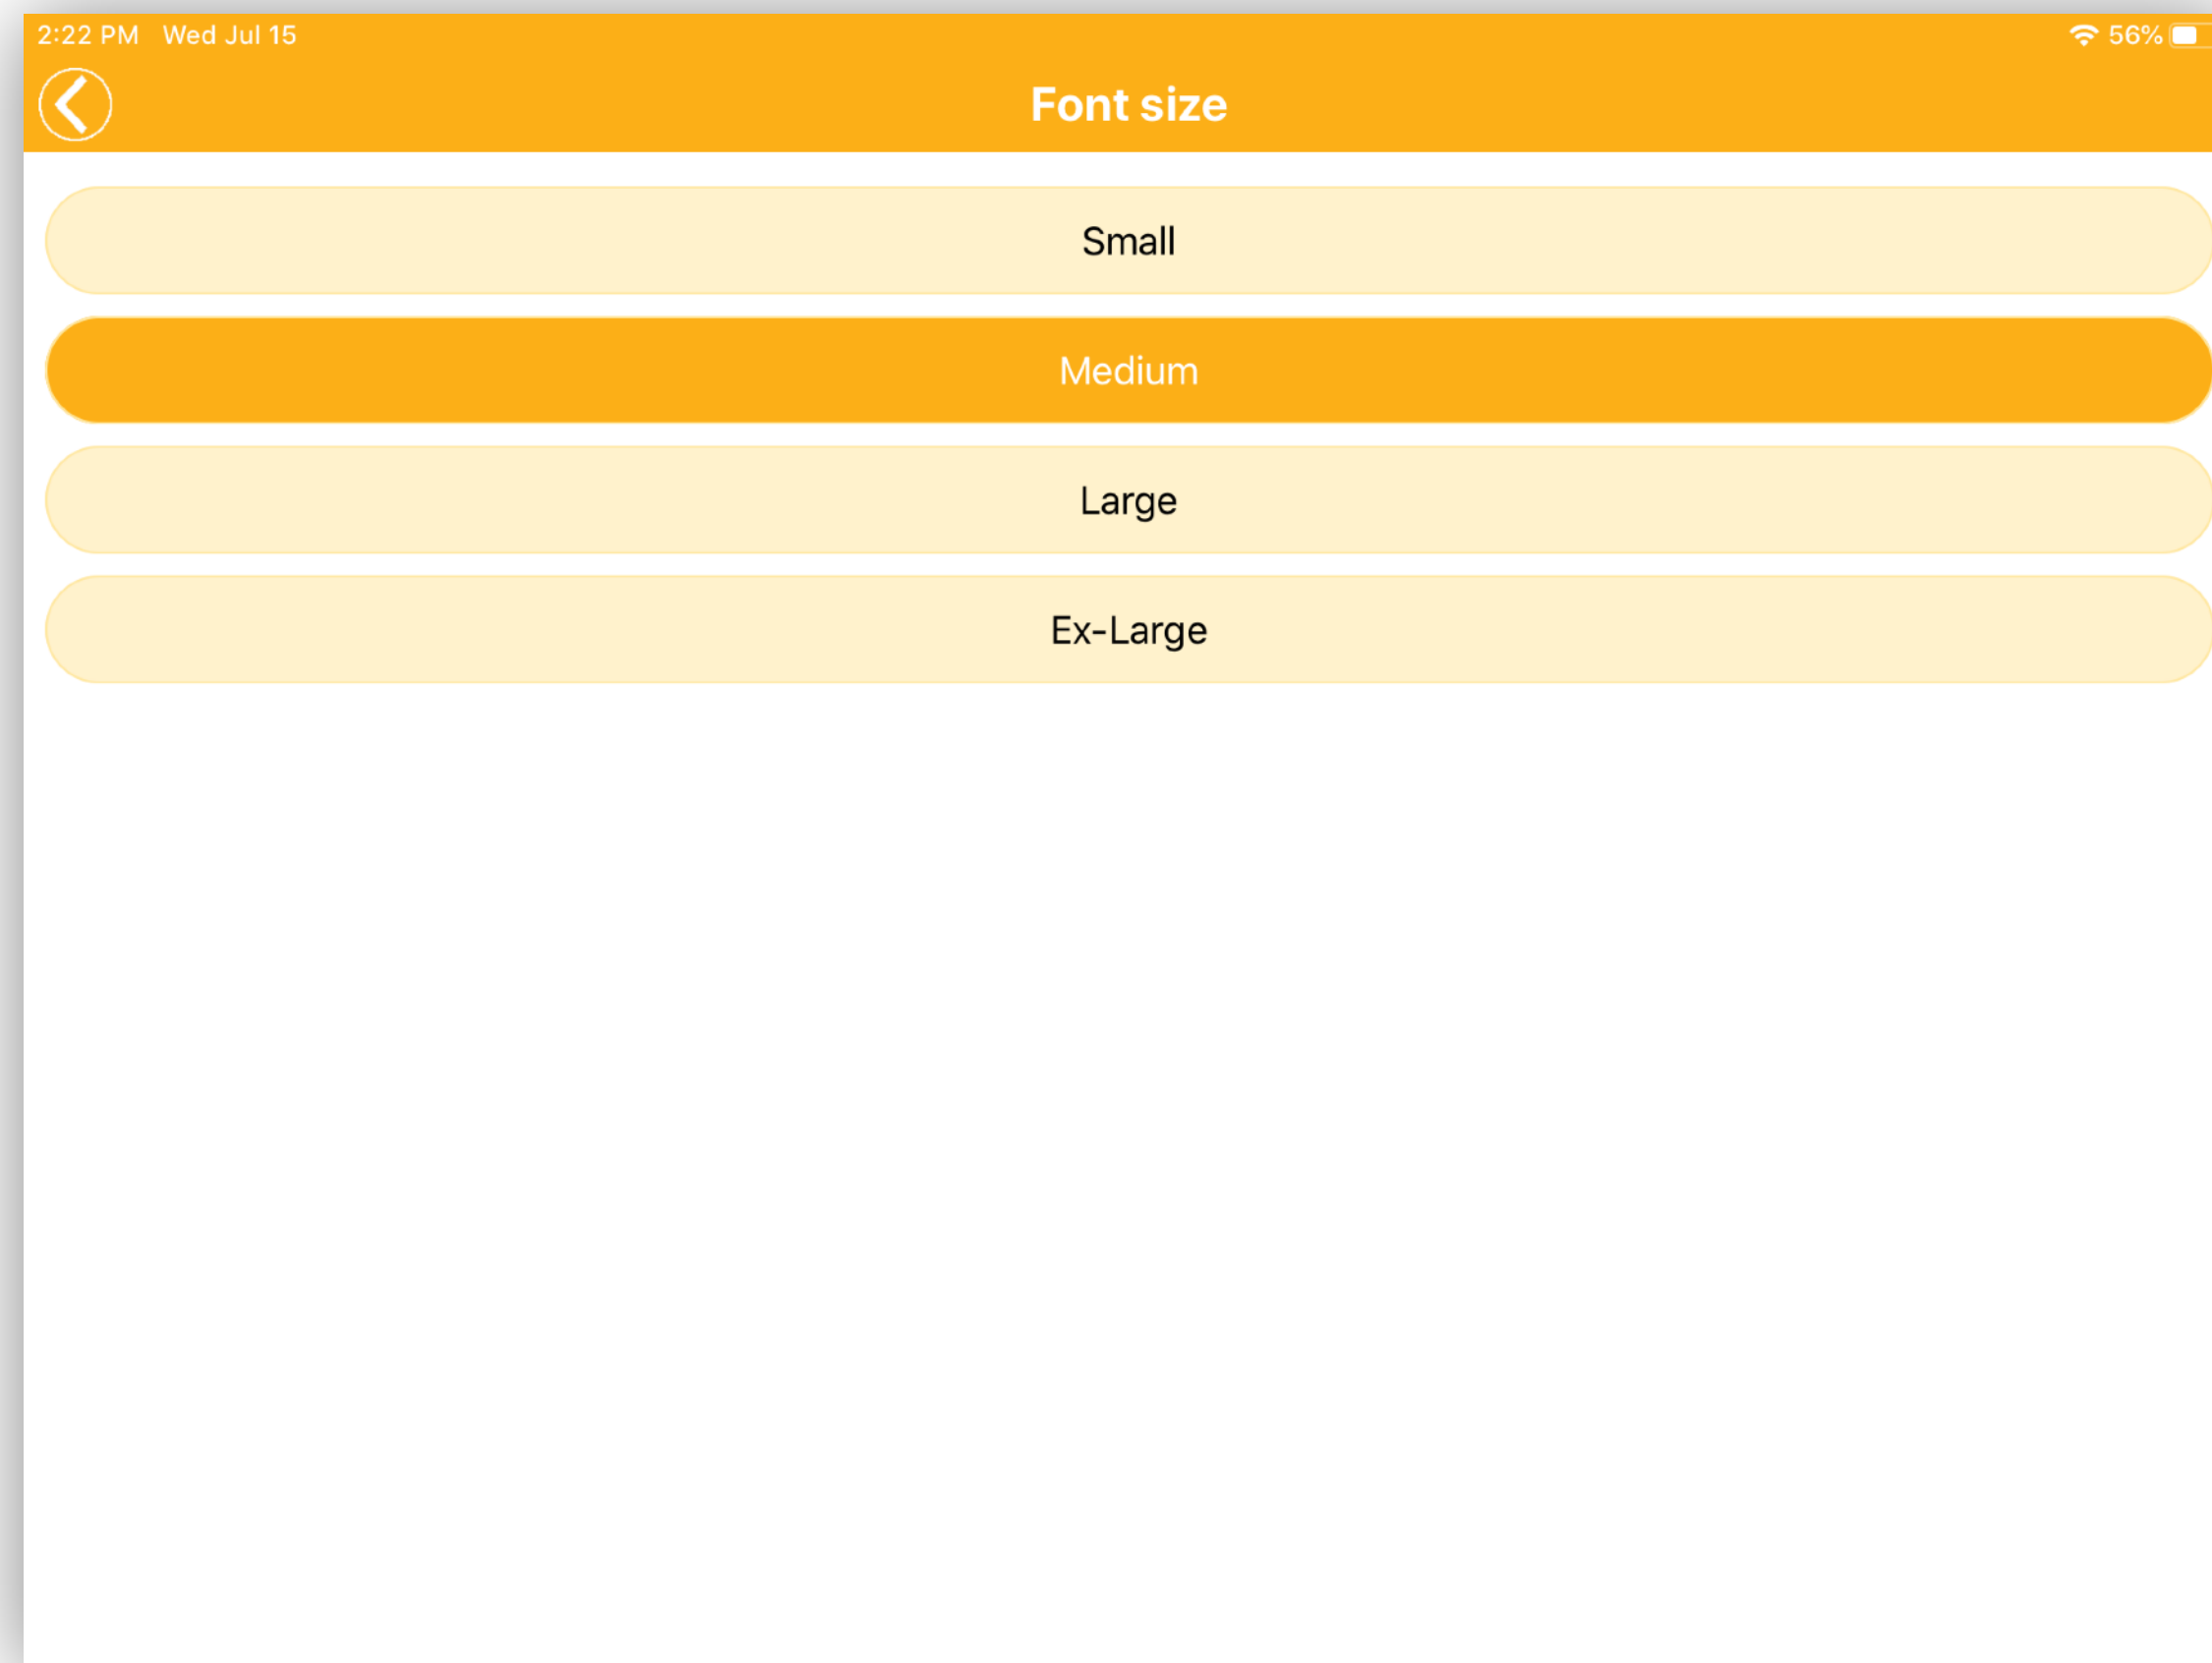 2:22 PM Wed Jul 15 56%
Font size
Small
Medium
Large
Ex-Large